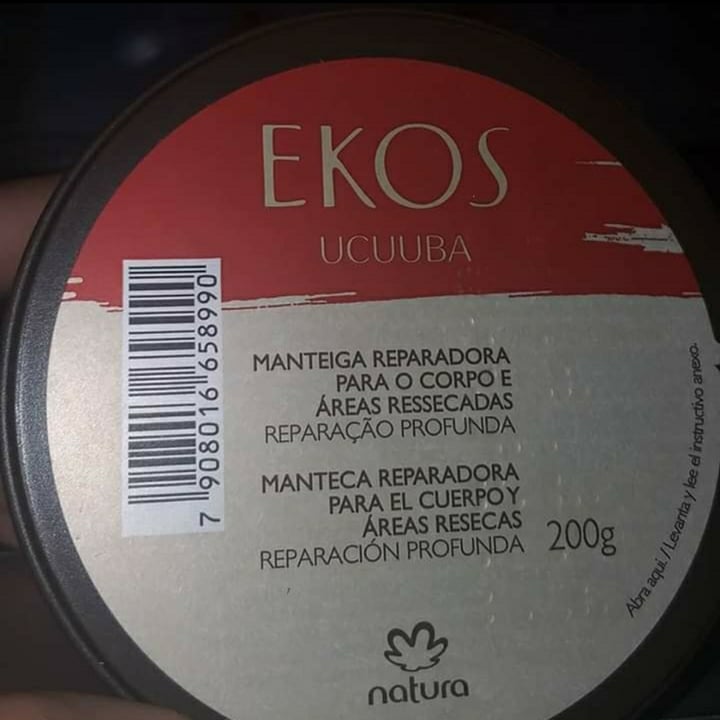 EKOS
UCUUBA
7 908016 658990
MANTEIGA REPARADORA
PARA O CORPO E
ÁREAS RESSECADAS
REPARAÇÃO PROFUNDA
MANTECA REPARADORA
PARA EL CUERPO Y
ÁREAS RESECAS
REPARACIÓN PROFUNDA
200g
Abra aqui / Levanta y lee el instructivo anexo.
natura